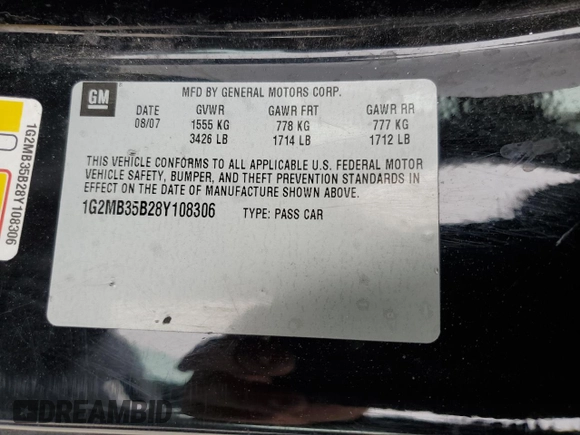 GM
MFD BY GENERAL MOTORS CORP.
DATE GVWR GAWR FRT GAWR RR
08/07 1555 KG 778 KG 777 KG
3426 LB 1714 LB 1712 LB
THIS VEHICLE CONFORMS TO ALL APPLICABLE U.S. FEDERAL MOTOR
VEHICLE SAFETY, BUMPER, AND THEFT PREVENTION STANDARDS IN
EFFECT ON THE DATE OF MANUFACTURE SHOWN ABOVE.
1G2MB35B28Y108306 TYPE: PASS CAR
1G2MB35B28Y108306
DREAMBID